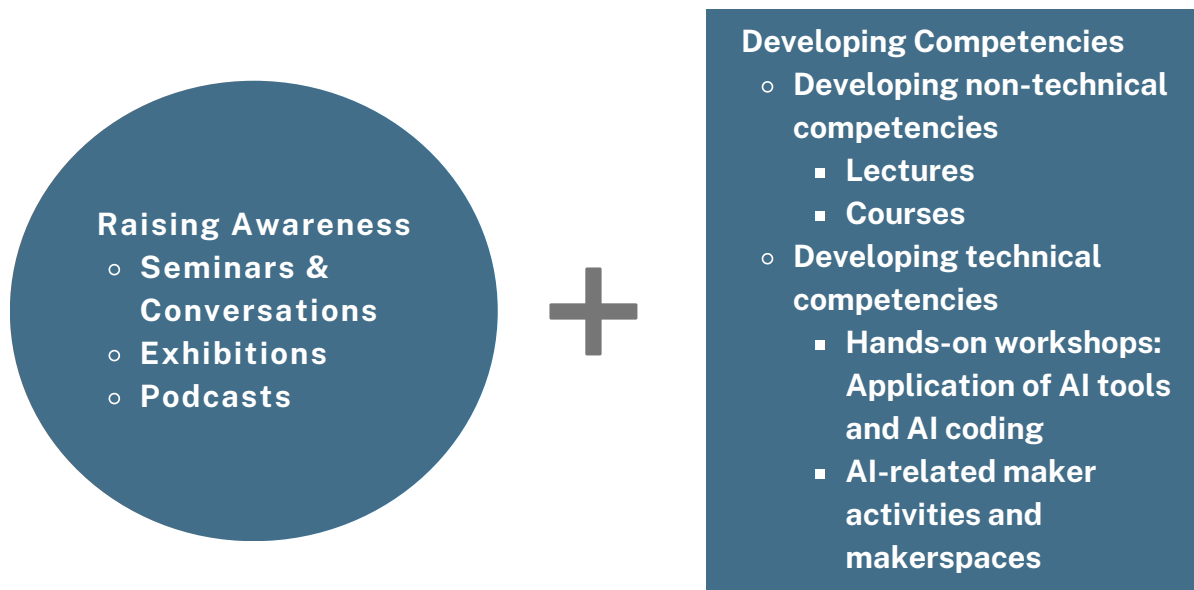 Raising Awareness
Seminars &
Conversations
Exhibitions
Podcasts
Developing Competencies
Developing non-technical
competencies
Lectures
Courses
Developing technical
competencies
Hands-on workshops:
Application of AI tools
and AI coding
AI-related maker
activities and
makerspaces